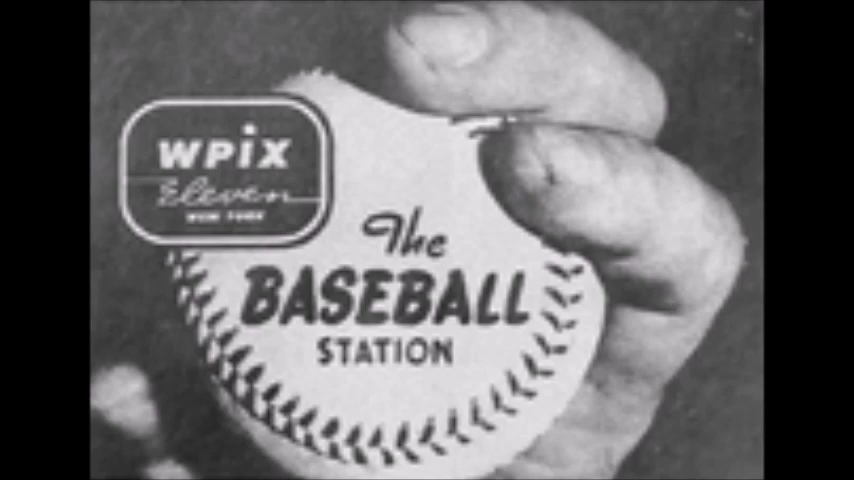 WPiX
Eleven
NEW YORK
The
BASEBALL
STATION